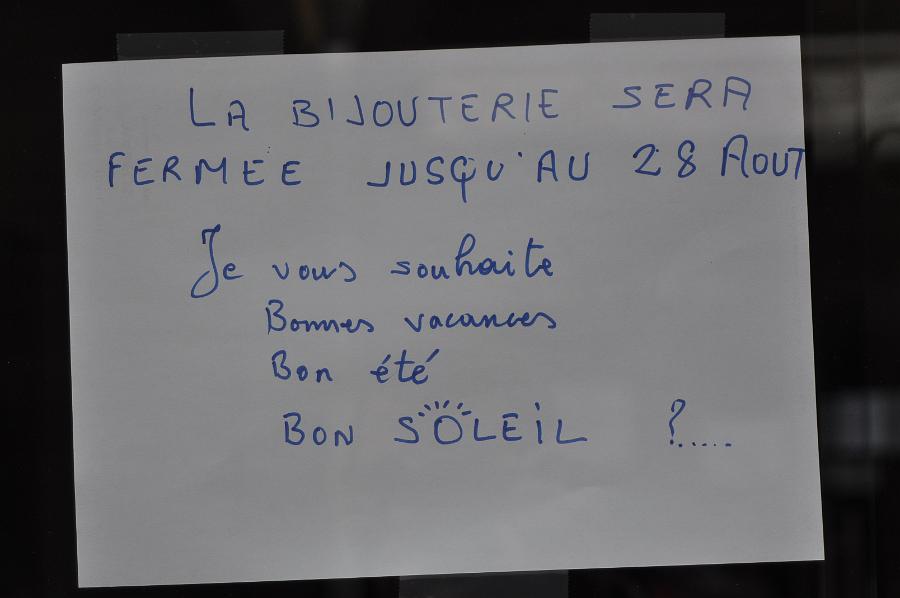 LA BIJOUTERIE SERA
FERMEE JUSQU'AU 28 AOUT
Je vous souhaite
Bonnes vacances
Bon été
BON SOLEIL ?.....